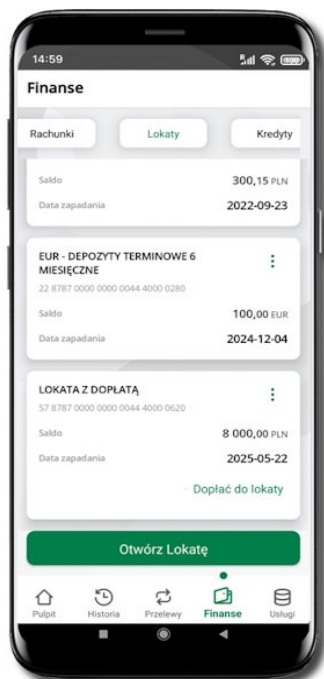 14:59
Finanse
Rachunki Lokaty Kredyty
Saldo 300,15 PLN
Data zapadania 2022-09-23
EUR - DEPOZYTY TERMINOWE 6
MIESIĘCZNE
22 8787 0000 0000 0044 4000 0280
Saldo 100,00 EUR
Data zapadania 2024-12-04
LOKATA Z DOPŁATĄ
57 8787 0000 0000 0044 4000 0620
Saldo 8 000,00 PLN
Data zapadania 2025-05-22
Dopłać do lokaty
Otwórz Lokatę
Pulpit Historia Przelewy Finanse Usługi